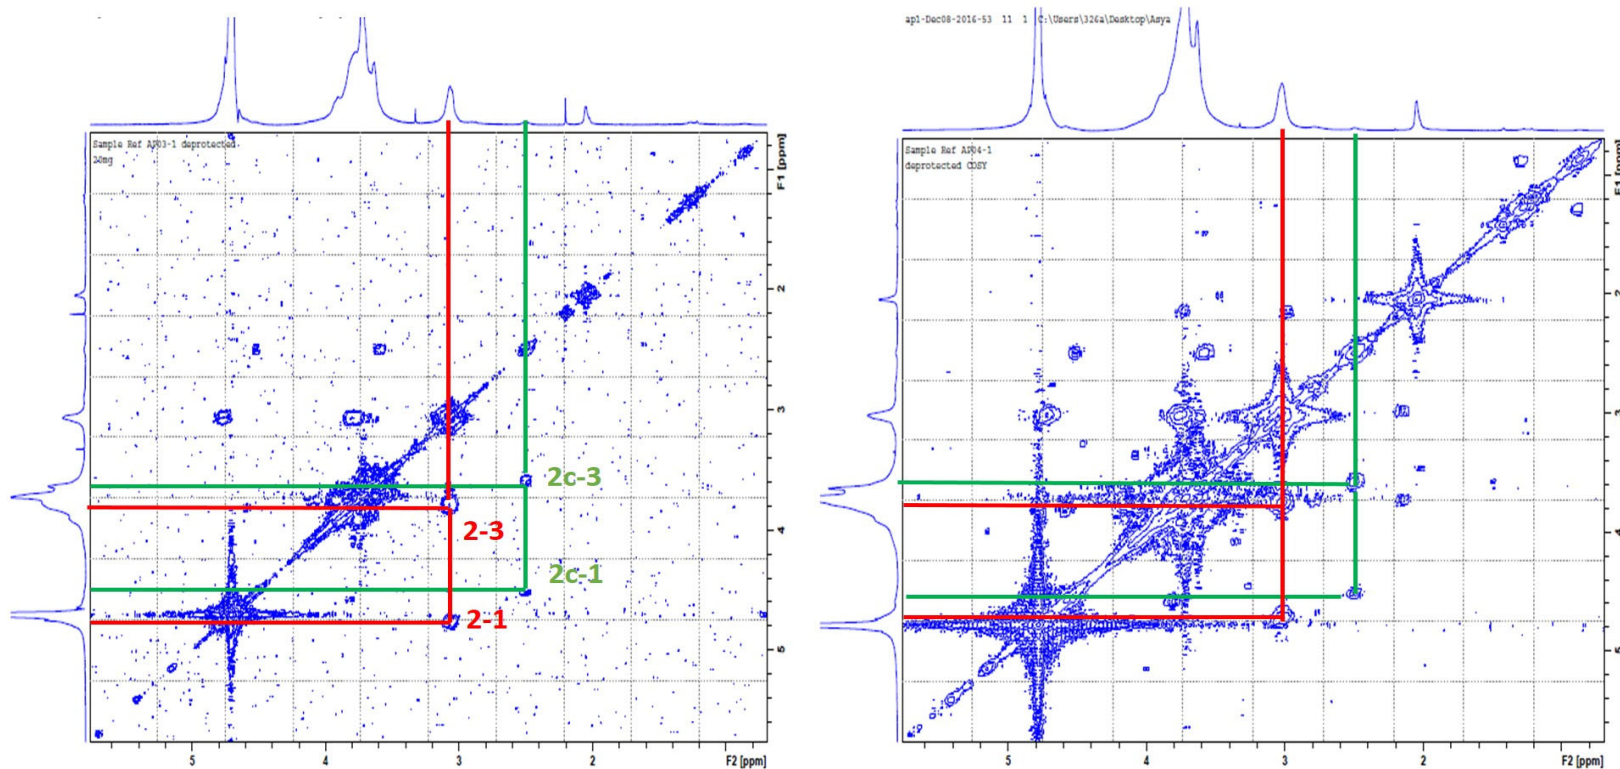 Sample Ref AP03-1 deprotected
20mg
2c-3
2-3
2c-1
2-1
F1 [ppm]
2
3
4
5
5
4
3
2
F2 [ppm]
ap1-Dec08-2016-53 11 1 C:\Users\326a\Desktop\Asya
Sample Ref AP04-1
deprotected COSY
F1 [ppm]
2
3
4
5
5
4
3
2
F2 [ppm]